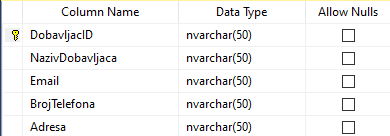 Column Name Data Type Allow Nulls
DobavljacID nvarchar(50)
NazivDobavljaca nvarchar(50)
Email nvarchar(50)
BrojTelefona nvarchar(50)
Adresa nvarchar(50)